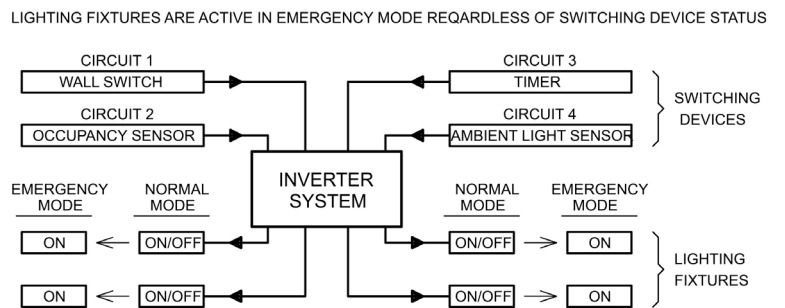 LIGHTING FIXTURES ARE ACTIVE IN EMERGENCY MODE REQARDLESS OF SWITCHING DEVICE STATUS
CIRCUIT 1
WALL SWITCH
CIRCUIT 2
OCCUPANCY SENSOR
CIRCUIT 3
TIMER
CIRCUIT 4
AMBIENT LIGHT SENSOR
SWITCHING
DEVICES
INVERTER
SYSTEM
EMERGENCY
MODE
NORMAL
MODE
NORMAL
MODE
EMERGENCY
MODE
ON
ON/OFF
ON/OFF
ON
ON
ON/OFF
ON/OFF
ON
LIGHTING
FIXTURES